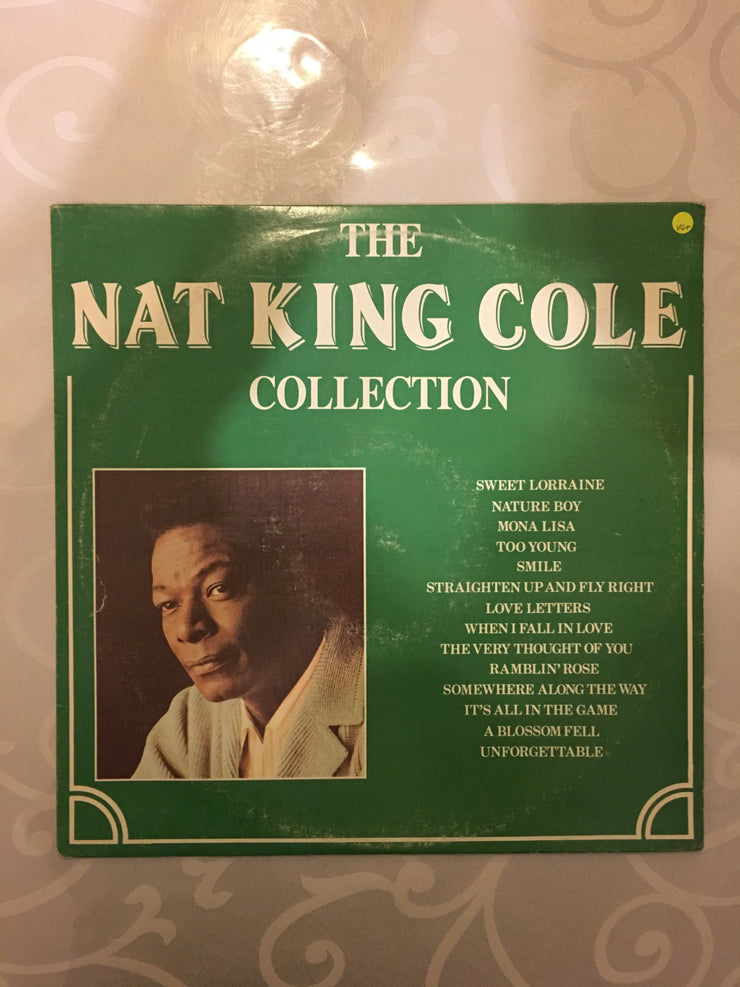 THE
VG+
NAT KING COLE
COLLECTION
SWEET LORRAINE
NATURE BOY
MONA LISA
TOO YOUNG
SMILE
STRAIGHTEN UP AND FLY RIGHT
LOVE LETTERS
WHEN I FALL IN LOVE
THE VERY THOUGHT OF YOU
RAMBLIN' ROSE
SOMEWHERE ALONG THE WAY
IT'S ALL IN THE GAME
A BLOSSOM FELL
UNFORGETTABLE